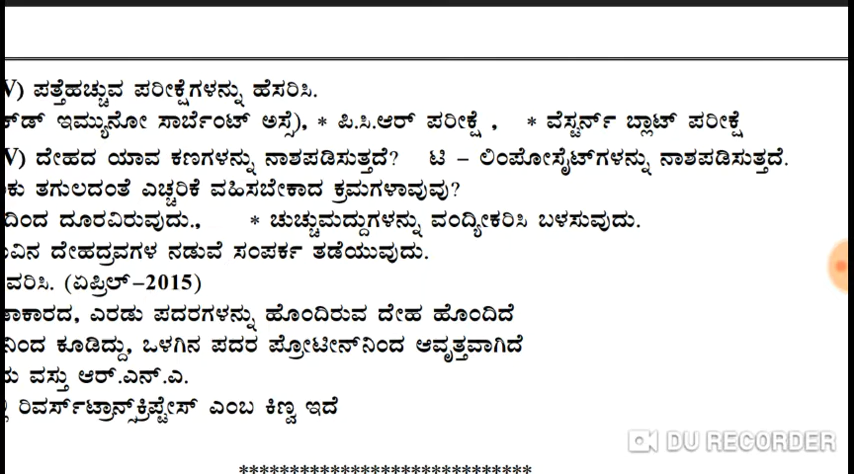 V) ಪತ್ತೆಹಚ್ಚುವ ಪರೀಕ್ಷೆಗಳನ್ನು ಹೆಸರಿಸಿ.
ಕ್‌ಡ್ ಇಮ್ಯುನೋ ಸಾರ್ಬೆಂಟ್ ಅಸ್ಸೆ), * ಪಿ.ಸಿ.ಆರ್ ಪರೀಕ್ಷೆ , * ವೆಸ್ಟರ್ನ್ ಬ್ಲಾಟ್ ಪರೀಕ್ಷೆ
V) ದೇಹದ ಯಾವ ಕಣಗಳನ್ನು ನಾಶಪಡಿಸುತ್ತದೆ? ಟಿ – ಲಿಂಪೋಸೈಟ್‌ಗಳನ್ನು ನಾಶಪಡಿಸುತ್ತದೆ.
ಕು ತಗುಲದಂತೆ ಎಚ್ಚರಿಕೆ ವಹಿಸಬೇಕಾದ ಕ್ರಮಗಳಾವುವು?
ದಿಂದ ದೂರವಿರುವುದು., * ಚುಚ್ಚುಮದ್ದುಗಳನ್ನು ವಂಧ್ಯೀಕರಿಸಿ ಬಳಸುವುದು.
ುವಿನ ದೇಹದ್ರವಗಳ ನಡುವೆ ಸಂಪರ್ಕ ತಡೆಯುವುದು.
ವರಿಸಿ. (ಏಪ್ರಿಲ್–2015)
ಾಕಾರದ, ಎರಡು ಪದರಗಳನ್ನು ಹೊಂದಿರುವ ದೇಹ ಹೊಂದಿದೆ
ನಿಂದ ಕೂಡಿದ್ದು, ಒಳಗಿನ ಪದರ ಪ್ರೋಟೀನ್‌ನಿಂದ ಆವೃತ್ತವಾಗಿದೆ
ವಸ್ತು ಆರ್.ಎನ್.ಎ.
ರಿವರ್ಸ್‌ಟ್ರಾನ್ಸ್‌ಕ್ರಿಪ್ಟೇಸ್ ಎಂಬ ಕಿಣ್ವ ಇದೆ
DU RECORDER
*****************************